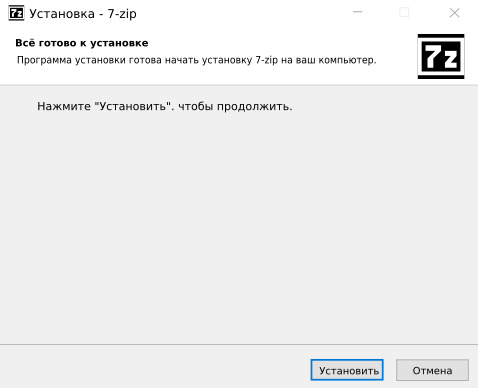 7z Установка - 7-zip
Всё готово к установке
Программа установки готова начать установку 7-zip на ваш компьютер.
7z
Нажмите "Установить". чтобы продолжить.
Установить
Отмена